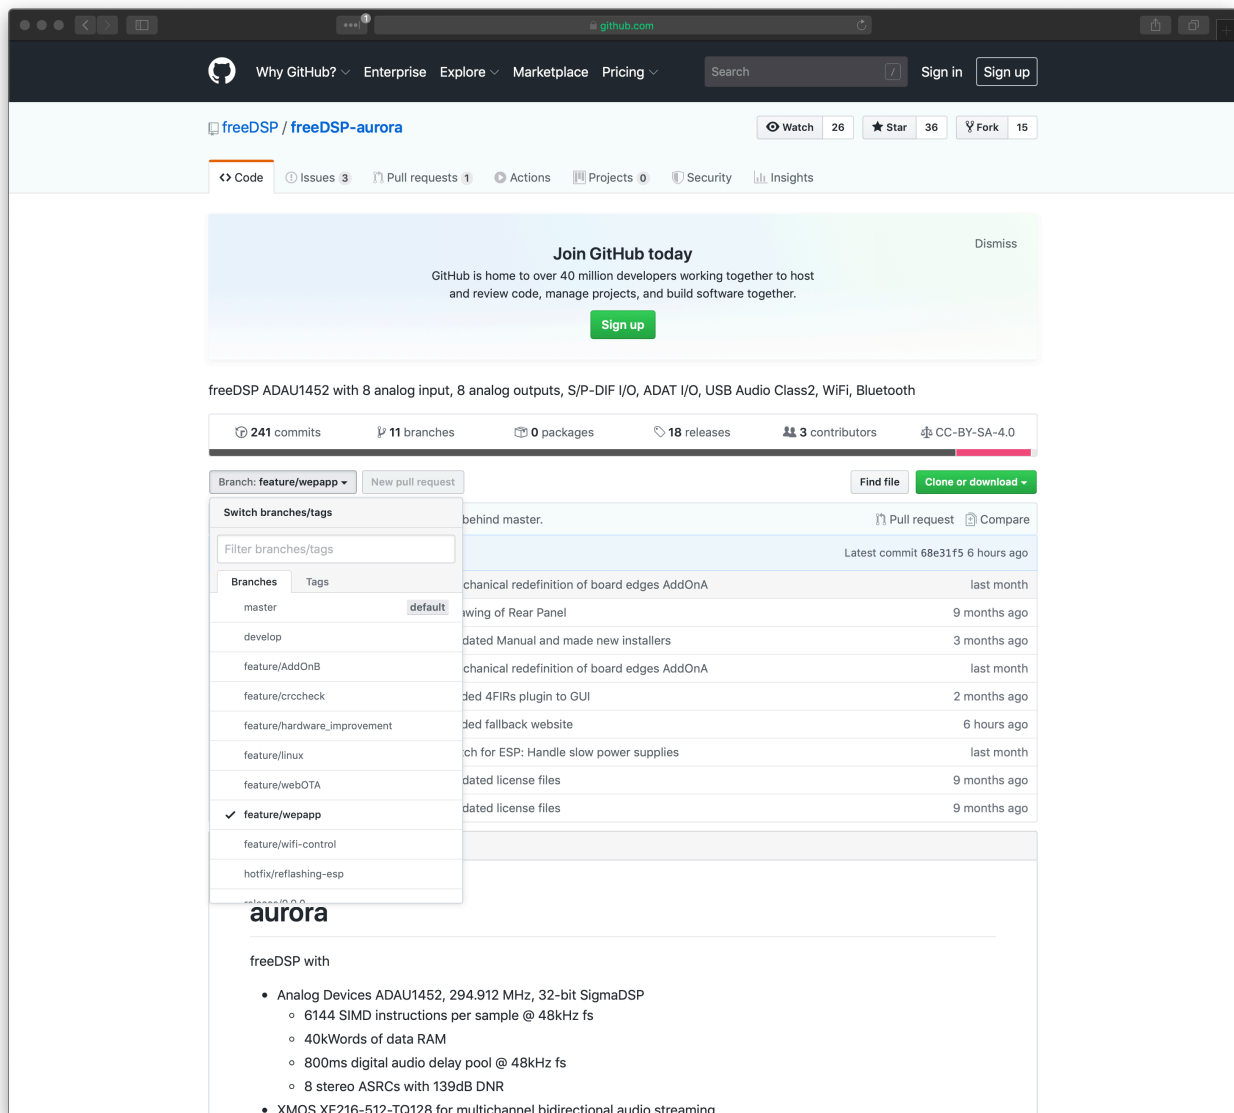 1
github.com
Why GitHub? Enterprise Explore Marketplace Pricing Search / Sign in Sign up
freeDSP / freeDSP-aurora
Watch 26 Star 36 Fork 15
<> Code Issues 3 Pull requests 1 Actions Projects 0 Security Insights
Dismiss
Join GitHub today
GitHub is home to over 40 million developers working together to host
and review code, manage projects, and build software together.
Sign up
freeDSP ADAU1452 with 8 analog input, 8 analog outputs, S/P-DIF I/O, ADAT I/O, USB Audio Class2, WiFi, Bluetooth
241 commits 11 branches 0 packages 18 releases 3 contributors CC-BY-SA-4.0
Branch: feature/wepapp New pull request Find file Clone or download
Switch branches/tags
Filter branches/tags
Branches Tags
master default
develop
feature/AddOnB
feature/crccheck
feature/hardware_improvement
feature/linux
feature/webOTA
feature/wepapp
feature/wifi-control
hotfix/reflashing-esp
behind master. Pull request Compare
Latest commit 68e31f5 6 hours ago
chanical redefinition of board edges AddOnA last month
awing of Rear Panel 9 months ago
dated Manual and made new installers 3 months ago
chanical redefinition of board edges AddOnA last month
ded 4FIRs plugin to GUI 2 months ago
ded fallback website 6 hours ago
tch for ESP: Handle slow power supplies last month
dated license files 9 months ago
dated license files 9 months ago
aurora
freeDSP with
• Analog Devices ADAU1452, 294.912 MHz, 32-bit SigmaDSP
◦ 6144 SIMD instructions per sample @ 48kHz fs
◦ 40kWords of data RAM
◦ 800ms digital audio delay pool @ 48kHz fs
◦ 8 stereo ASRCs with 139dB DNR
• XMOS XE216-512-TQ128 for multichannel bidirectional audio streaming